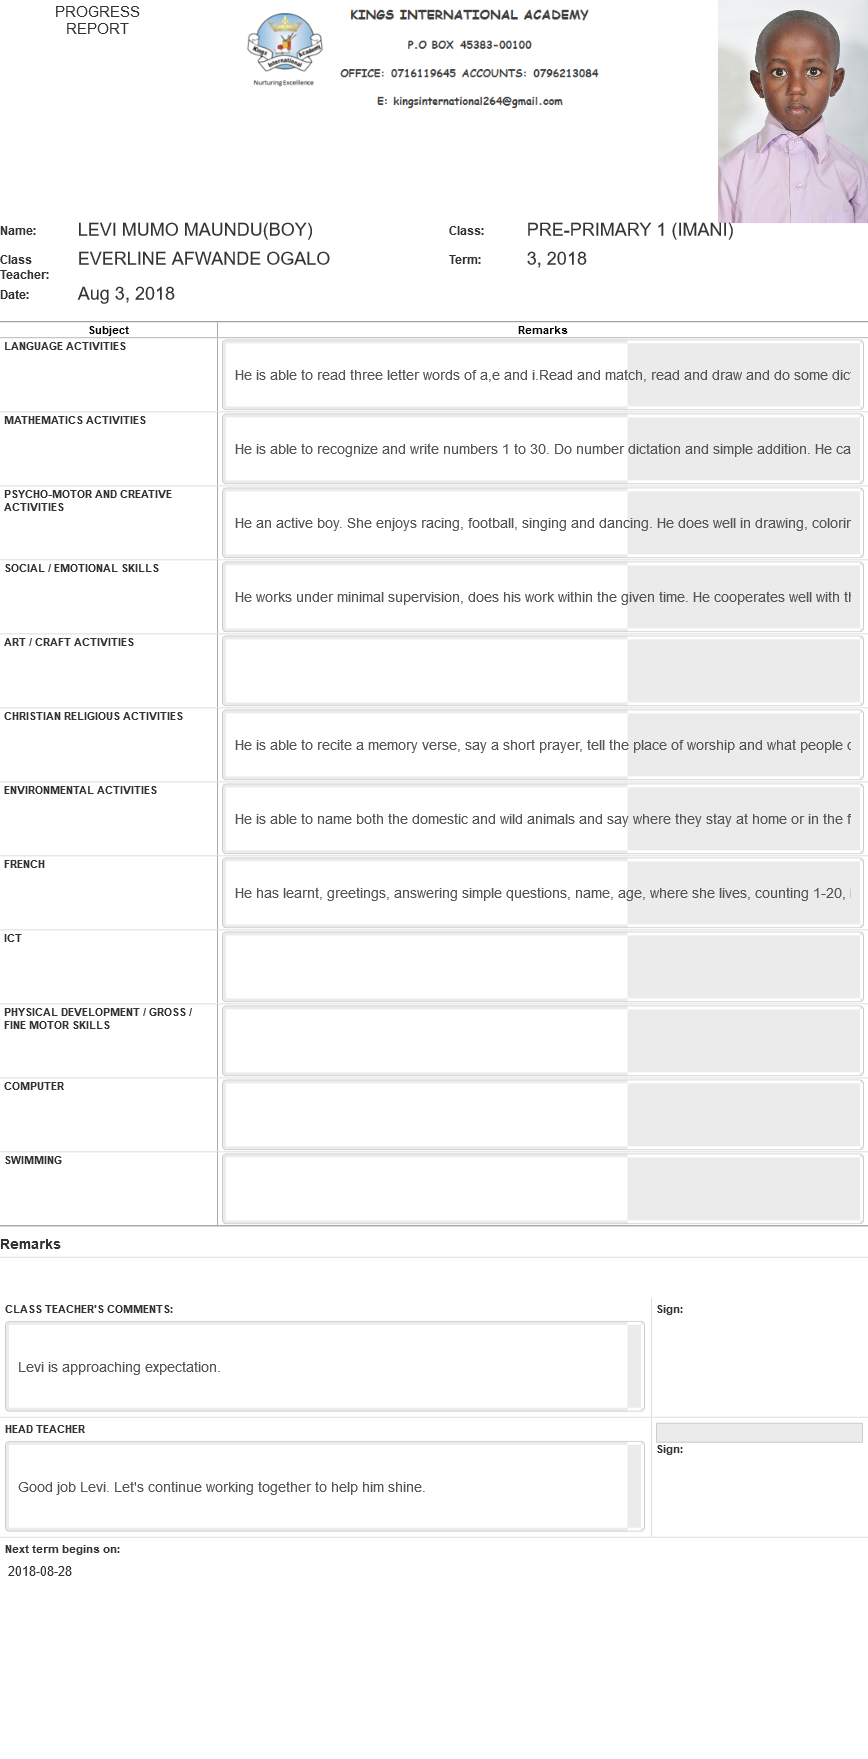 PROGRESS
REPORT
KINGS INTERNATIONAL ACADEMY
P.O BOX 45383-00100
OFFICE: 0716119645 ACCOUNTS: 0796213084
E: kingsinternational264@gmail.com
Kings Academy
International
Nurturing Excellence
Name: LEVI MUMO MAUNDU(BOY) Class: PRE-PRIMARY 1 (IMANI)
Class Teacher: EVERLINE AFWANDE OGALO Term: 3, 2018
Date: Aug 3, 2018
Subject Remarks
LANGUAGE ACTIVITIES
He is able to read three letter words of a,e and i.Read and match, read and draw and do some dic
MATHEMATICS ACTIVITIES
He is able to recognize and write numbers 1 to 30. Do number dictation and simple addition. He ca
PSYCHO-MOTOR AND CREATIVE
ACTIVITIES
He an active boy. She enjoys racing, football, singing and dancing. He does well in drawing, colorin
SOCIAL / EMOTIONAL SKILLS
He works under minimal supervision, does his work within the given time. He cooperates well with th
ART / CRAFT ACTIVITIES
CHRISTIAN RELIGIOUS ACTIVITIES
He is able to recite a memory verse, say a short prayer, tell the place of worship and what people
ENVIRONMENTAL ACTIVITIES
He is able to name both the domestic and wild animals and say where they stay at home or in the f
FRENCH
He has learnt, greetings, answering simple questions, name, age, where she lives, counting 1-20,
ICT
PHYSICAL DEVELOPMENT / GROSS /
FINE MOTOR SKILLS
COMPUTER
SWIMMING
Remarks
CLASS TEACHER'S COMMENTS: Sign:
Levi is approaching expectation.
HEAD TEACHER
Sign:
Good job Levi. Let's continue working together to help him shine.
Next term begins on:
2018-08-28